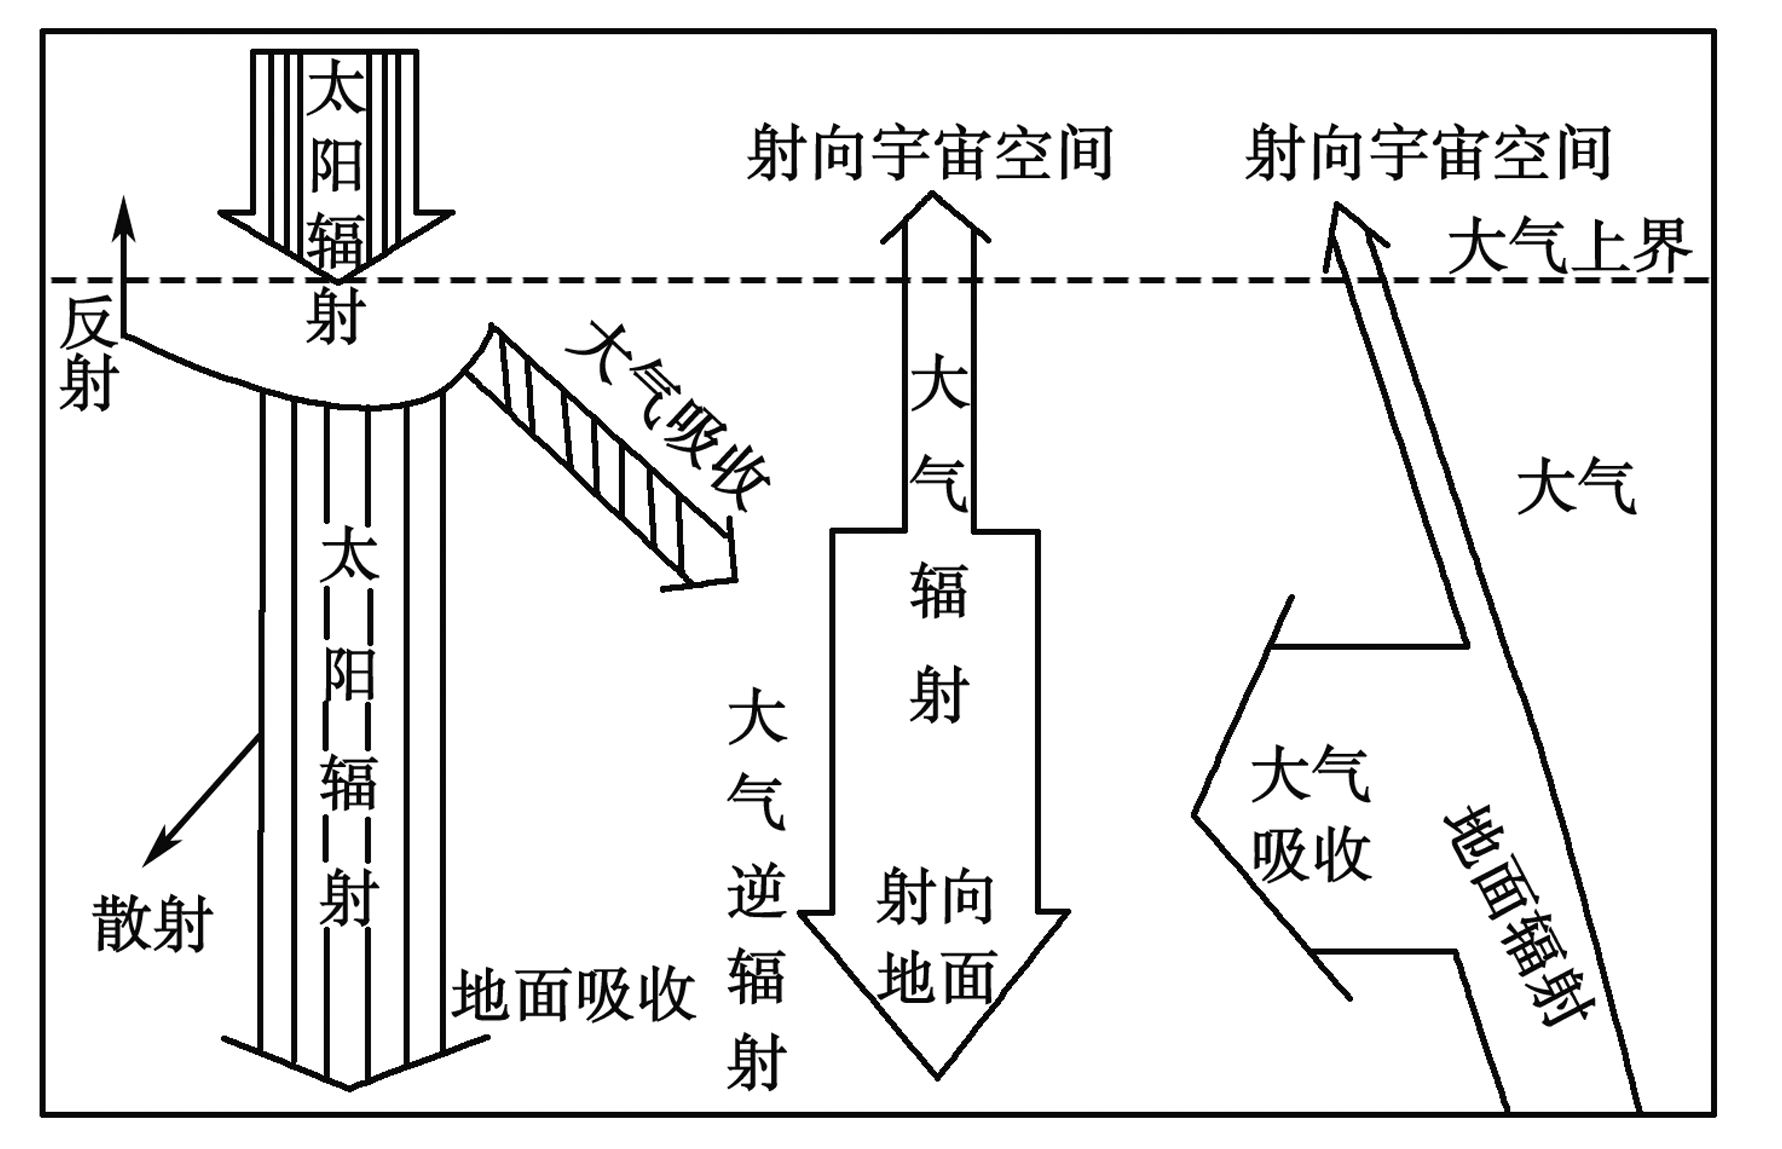 太阳辐射
反射
大气吸收
太阳辐射
散射
地面吸收
射向宇宙空间
大气辐射
射向
地面
大气逆辐射
射向宇宙空间
大气上界
大气
大气
吸收
地面辐射